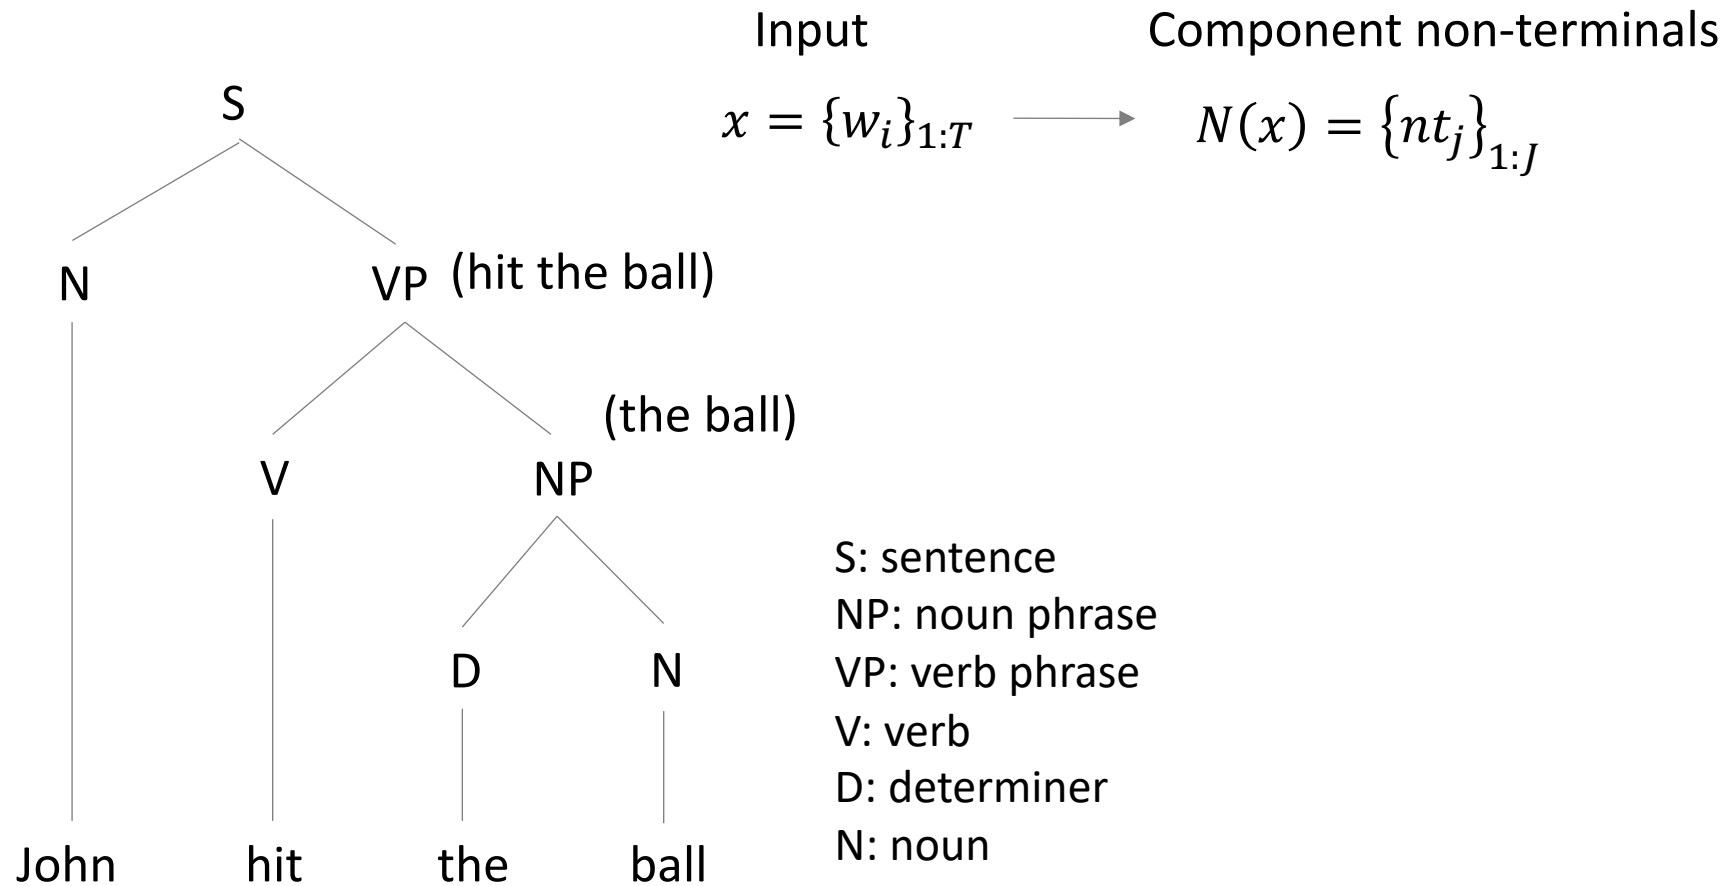 Input
Component non-terminals
x = {w_i}_{1:T}
N(x) = {nt_j}_{1:J}
S
N
VP
(hit the ball)
(the ball)
V
NP
D
N
S: sentence
NP: noun phrase
VP: verb phrase
V: verb
D: determiner
N: noun
John hit the ball